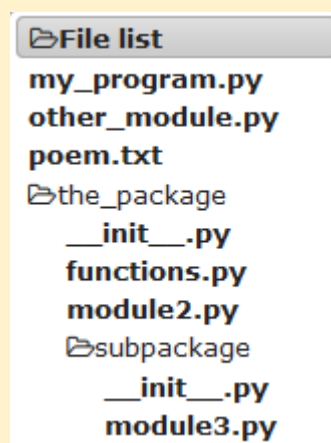 File list
my_program.py
other_module.py
poem.txt
the_package
__init__.py
functions.py
module2.py
subpackage
__init__.py
module3.py